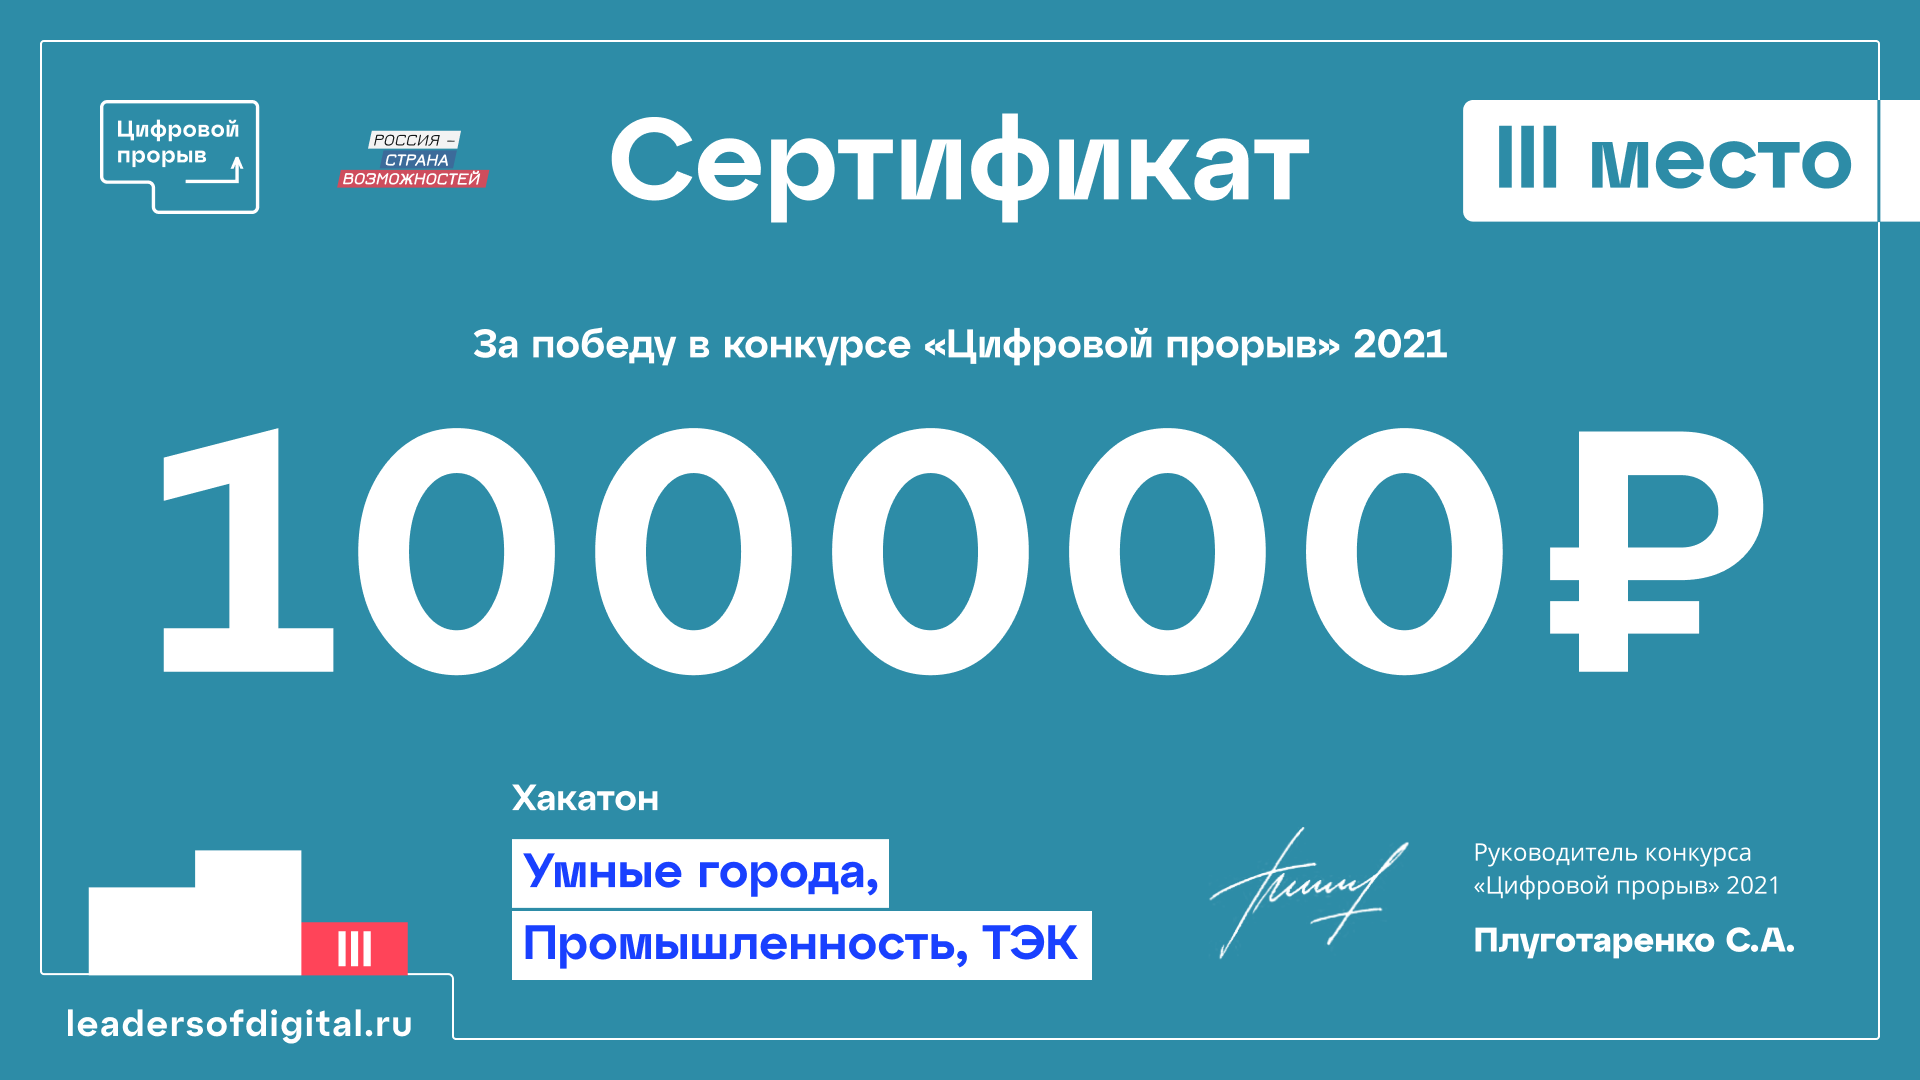 Цифровой
прорыв
РОССИЯ –
СТРАНА
ВОЗМОЖНОСТЕЙ
Сертификат
III место
За победу в конкурсе «Цифровой прорыв» 2021
100000₽
Хакатон
Умные города,
Промышленность, ТЭК
Руководитель конкурса
«Цифровой прорыв» 2021
Плуготаренко С.А.
III
leadersofdigital.ru